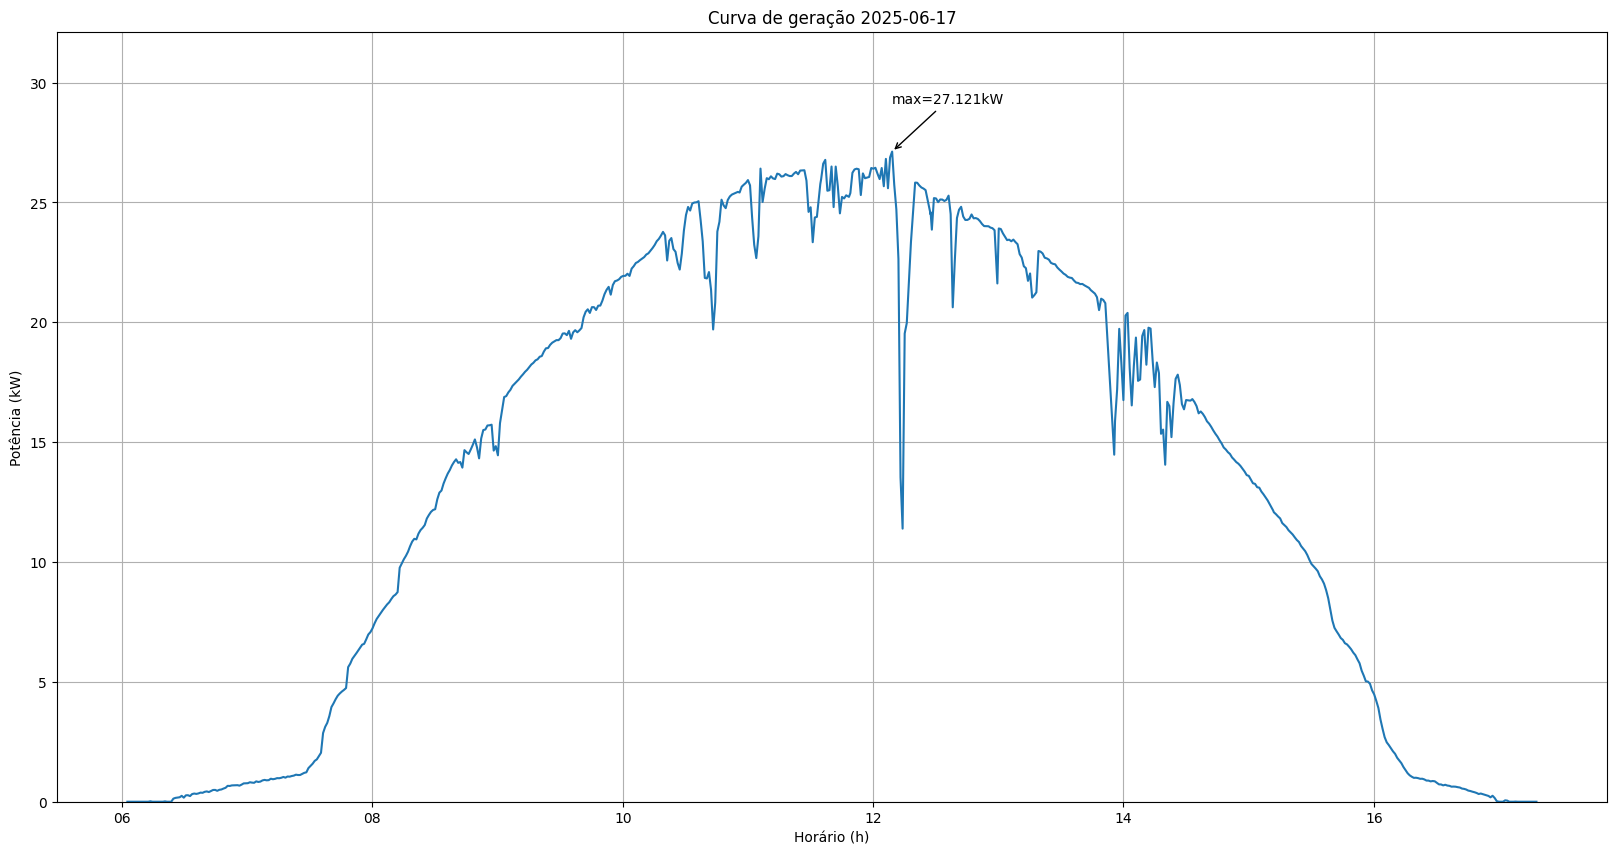 Curva de geração 2025-06-17
max=27.121kW
30
25
20
15
10
5
0
Potência (kW)
06 08 10 12 14 16
Horário (h)